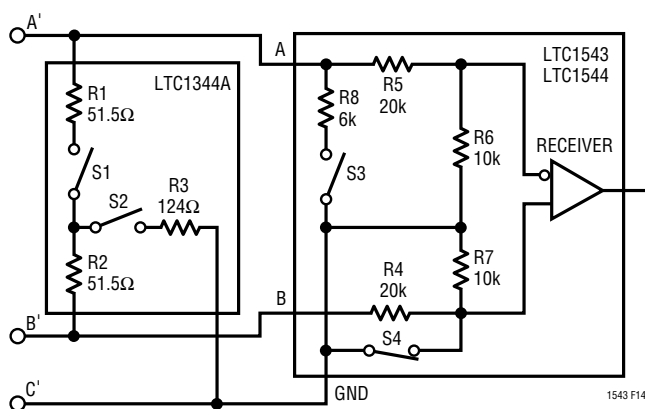 A'
A
LTC1543
LTC1544
LTC1344A
R1
51.5Ω
R8
6k
R5
20k
R6
10k
RECEIVER
S1
S3
S2
R3
124Ω
R2
51.5Ω
R7
10k
R4
20k
B
S4
B'
C'
GND
1543 F14